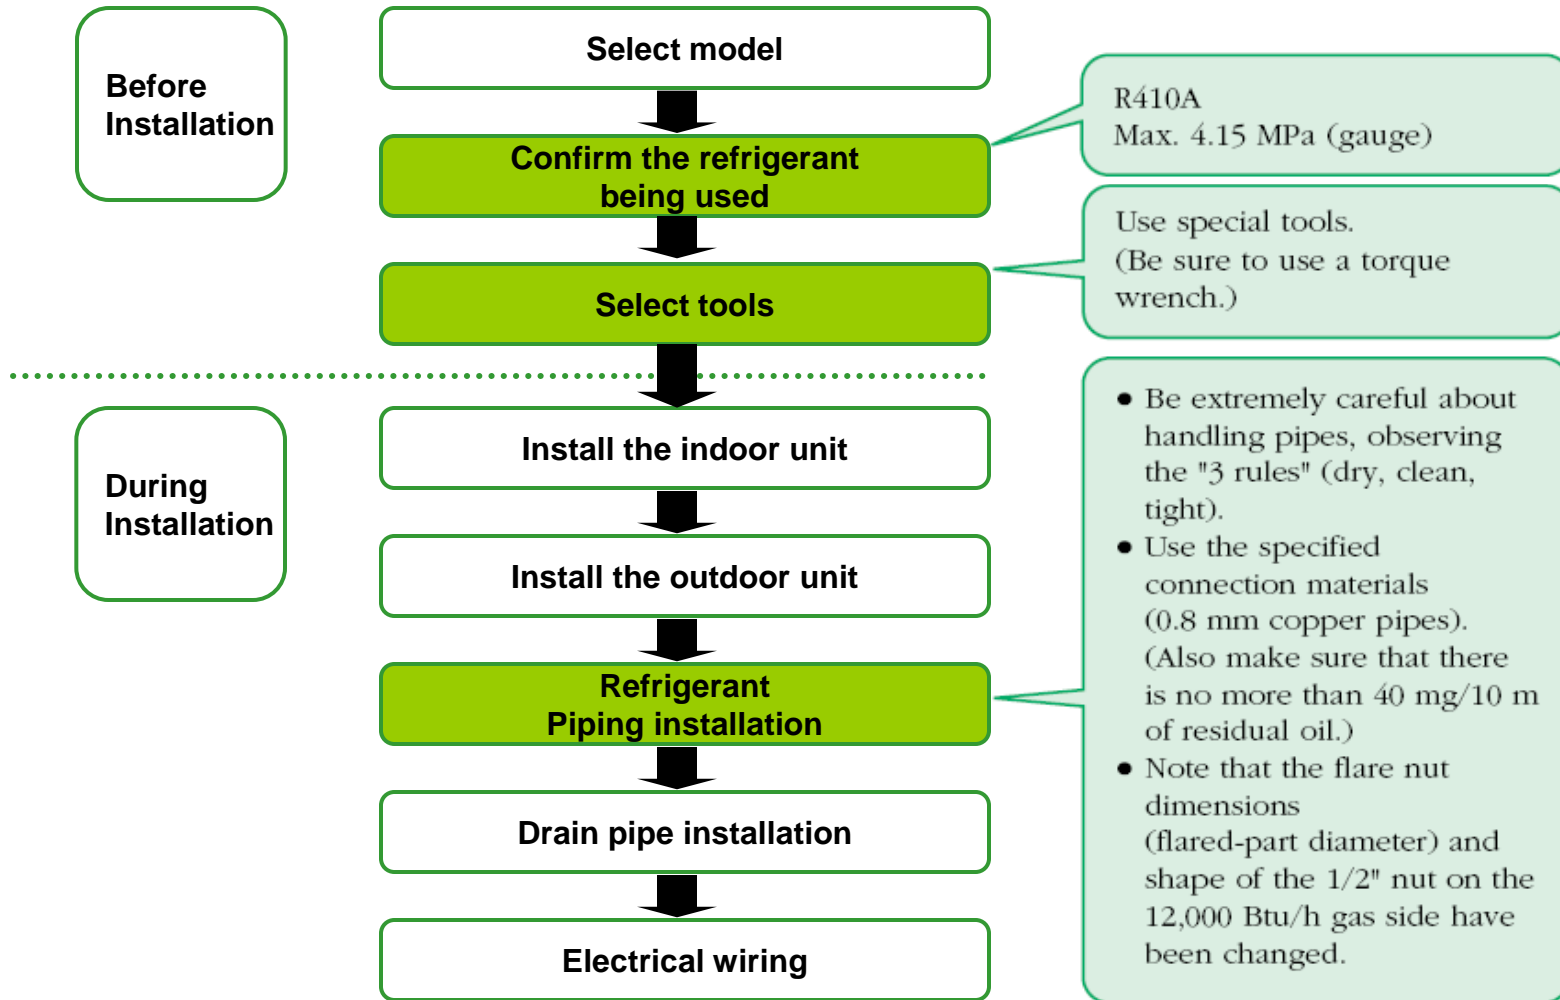 Before
Installation
Select model
R410A
Max. 4.15 MPa (gauge)
Confirm the refrigerant
being used
Use special tools.
(Be sure to use a torque
wrench.)
Select tools
During
Installation
Install the indoor unit
Install the outdoor unit
Refrigerant
Piping installation
Drain pipe installation
Electrical wiring
● Be extremely careful about
handling pipes, observing
the "3 rules" (dry, clean,
tight).
● Use the specified
connection materials
(0.8 mm copper pipes).
(Also make sure that there
is no more than 40 mg/10 m
of residual oil.)
● Note that the flare nut
dimensions
(flared-part diameter) and
shape of the 1/2" nut on the
12,000 Btu/h gas side have
been changed.